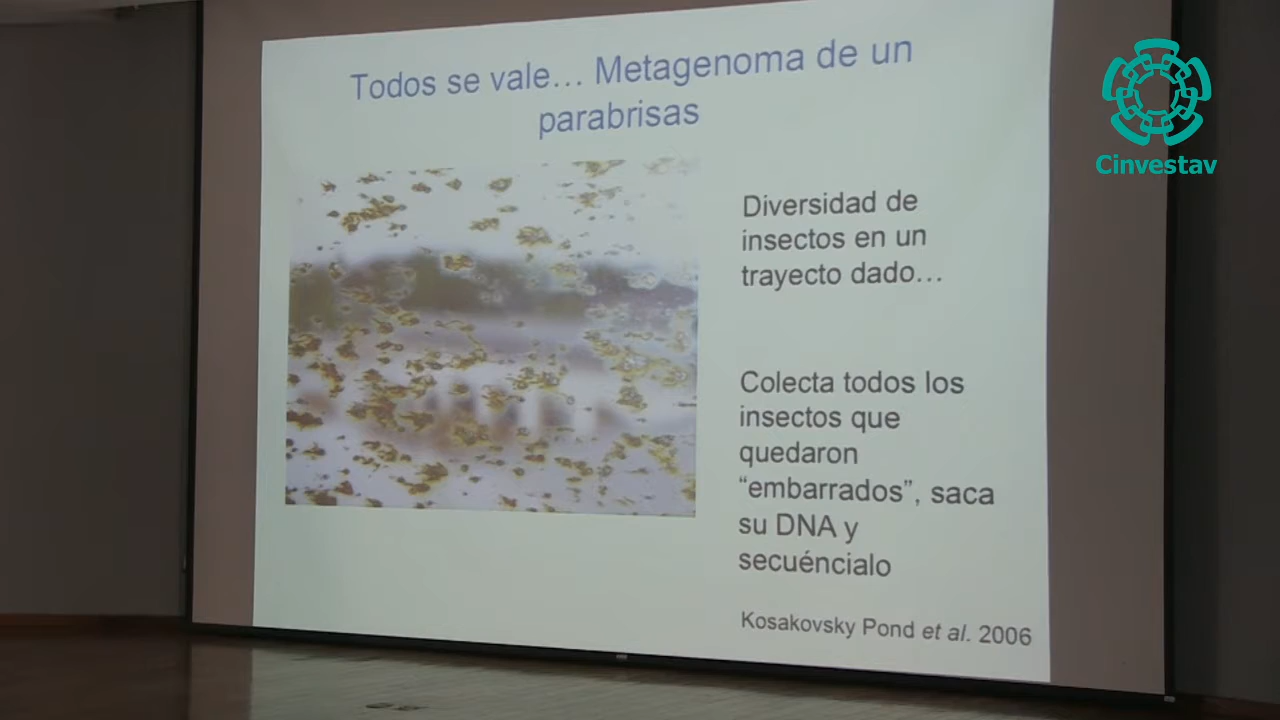 Todos se vale... Metagenoma de un
parabrisas
Cinvestav
Diversidad de
insectos en un
trayecto dado...
Colecta todos los
insectos que
quedaron
“embarrados”, saca
su DNA y
secuéncialo
Kosakovsky Pond et al. 2006